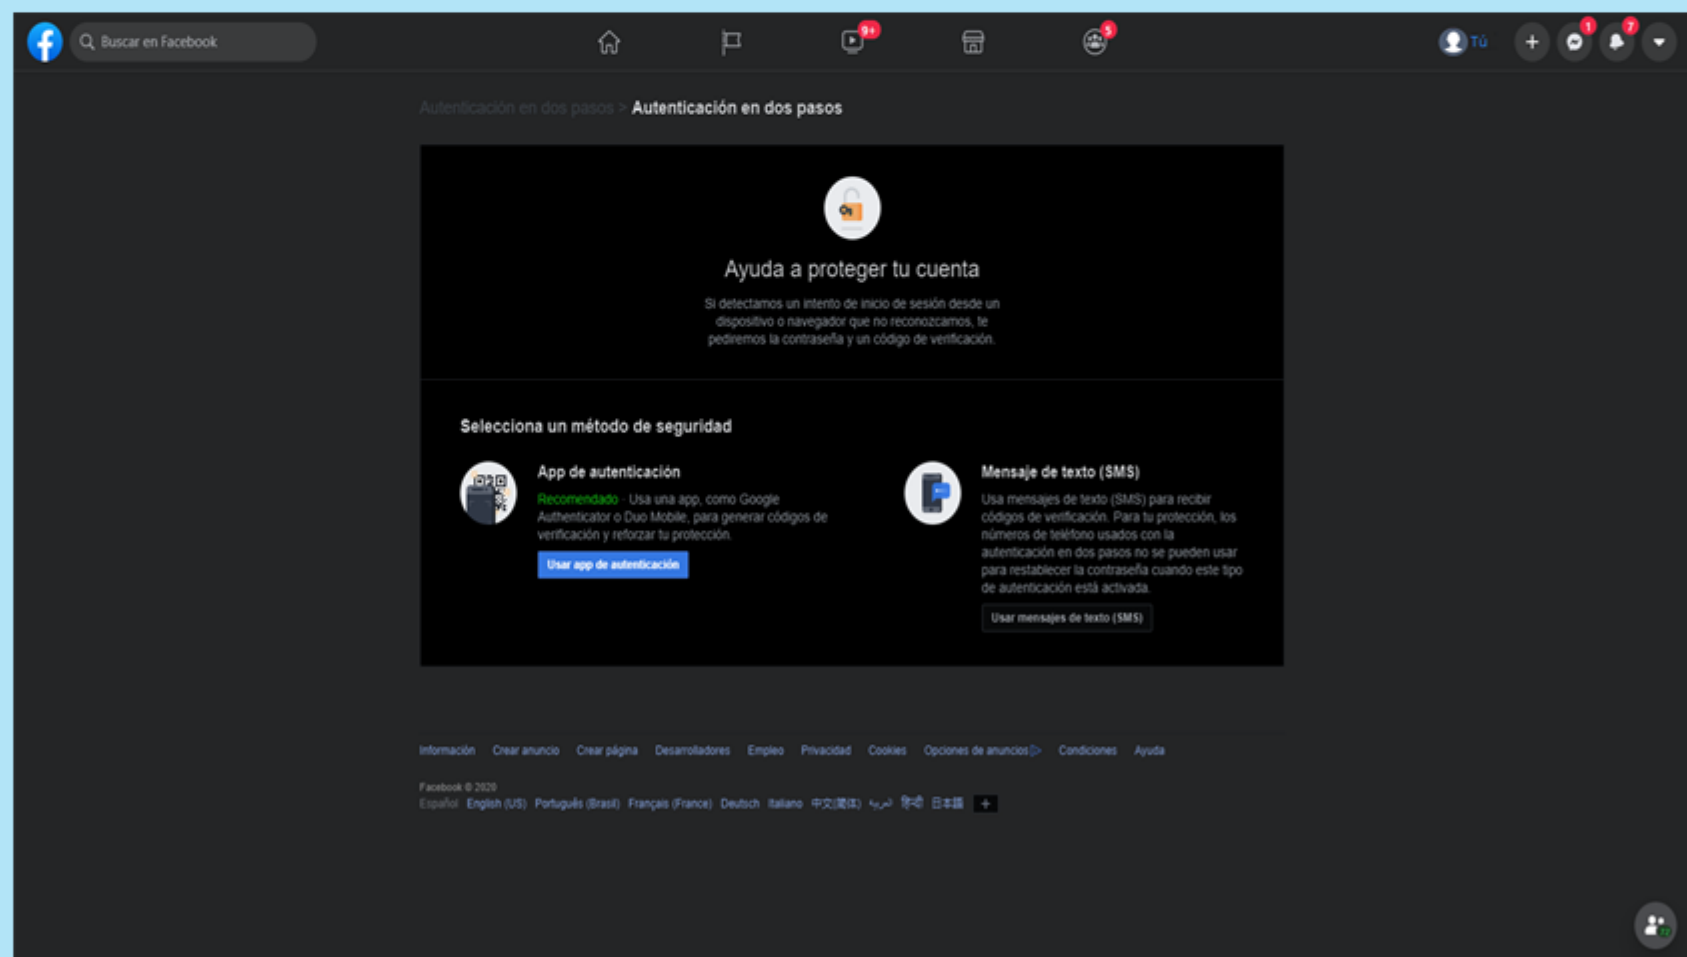 Buscar en Facebook
9+
5
Tú
1
7
Autenticación en dos pasos > Autenticación en dos pasos
Ayuda a proteger tu cuenta
Si detectamos un intento de inicio de sesión desde un
dispositivo o navegador que no reconozcamos, te
pediremos la contraseña y un código de verificación.
Selecciona un método de seguridad
App de autenticación
Recomendado · Usa una app, como Google
Authenticator o Duo Mobile, para generar códigos de
verificación y reforzar tu protección.
Usar app de autenticación
Mensaje de texto (SMS)
Usa mensajes de texto (SMS) para recibir
códigos de verificación. Para tu protección, los
números de teléfono usados con la
autenticación en dos pasos no se pueden usar
para restablecer la contraseña cuando este tipo
de autenticación está activada.
Usar mensajes de texto (SMS)
Información Crear anuncio Crear página Desarrolladores Empleo Privacidad Cookies Opciones de anuncios Condiciones Ayuda
Facebook © 2020
Español English (US) Português (Brasil) Français (France) Deutsch Italiano 中文(简体) العربية हिन्दी 日本語 +